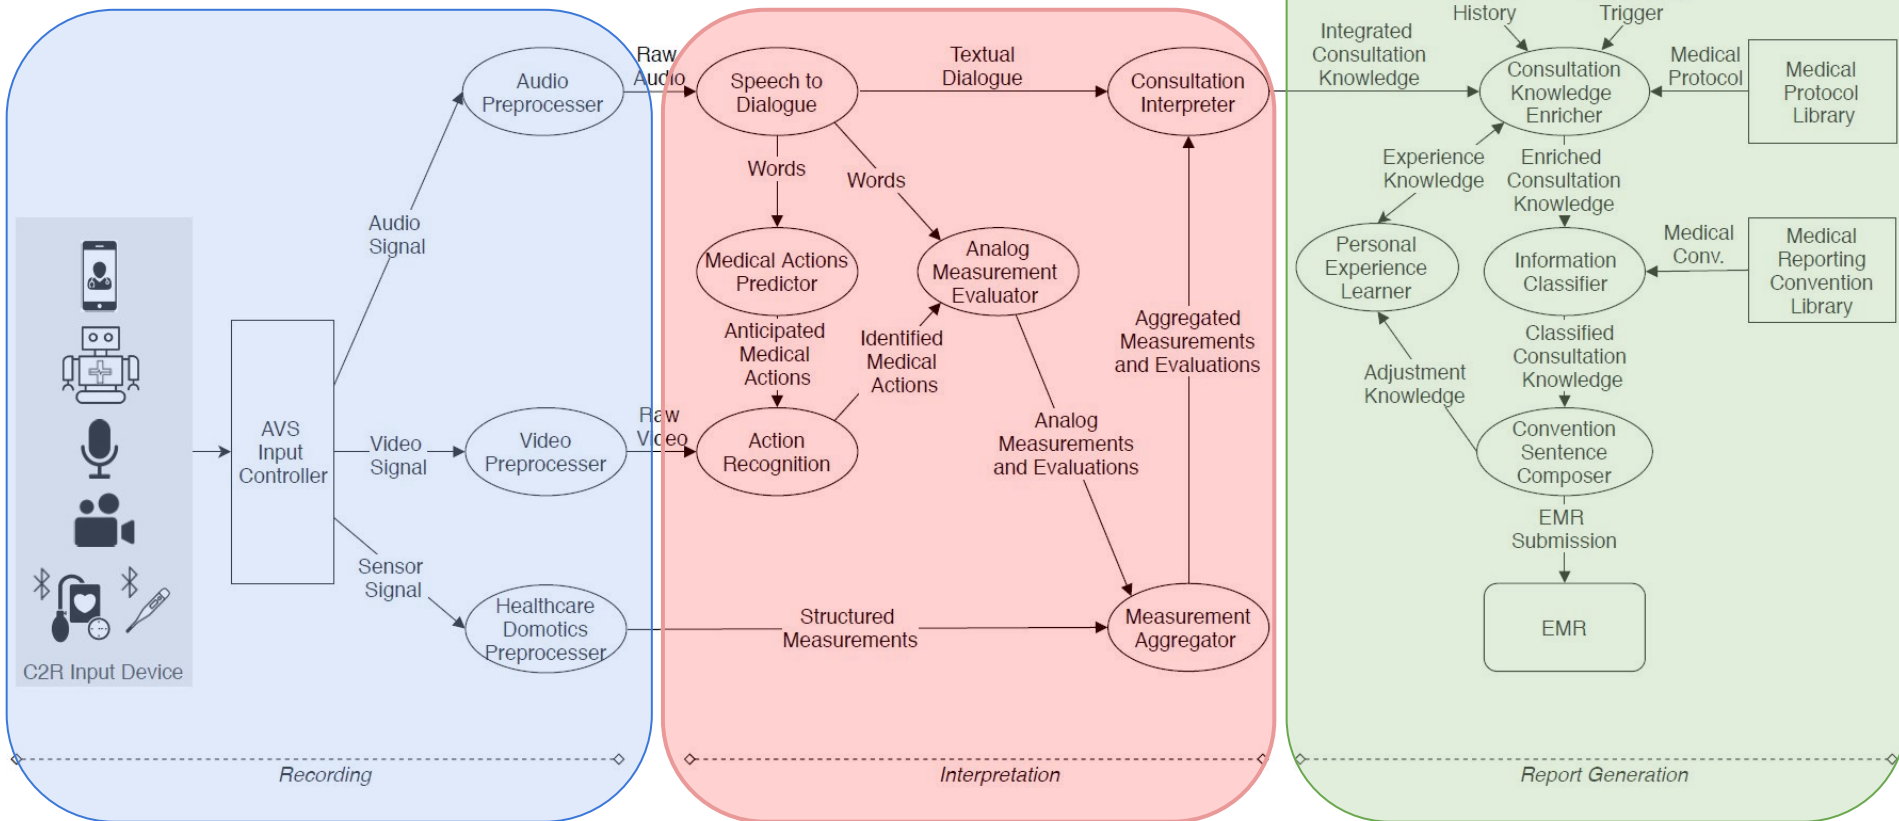 History
Trigger
Integrated
Consultation
Knowledge
Raw
Audio
Textual
Dialogue
Medical
Protocol
Audio
Preprocesser
Speech to
Dialogue
Consultation
Interpreter
Consultation
Knowledge
Enricher
Medical
Protocol
Library
Words
Words
Experience
Knowledge
Enriched
Consultation
Knowledge
Audio
Signal
Medical Actions
Predictor
Analog
Measurement
Evaluator
Personal
Experience
Learner
Information
Classifier
Medical
Conv.
Medical
Reporting
Convention
Library
Anticipated
Medical
Actions
Identified
Medical
Actions
Aggregated
Measurements
and Evaluations
Classified
Consultation
Knowledge
Adjustment
Knowledge
AVS
Input
Controller
Video
Signal
Video
Preprocesser
Raw
Video
Action
Recognition
Analog
Measurements
and Evaluations
Convention
Sentence
Composer
EMR
Submission
Sensor
Signal
Healthcare
Domotics
Preprocesser
Structured
Measurements
Measurement
Aggregator
EMR
C2R Input Device
Recording
Interpretation
Report Generation